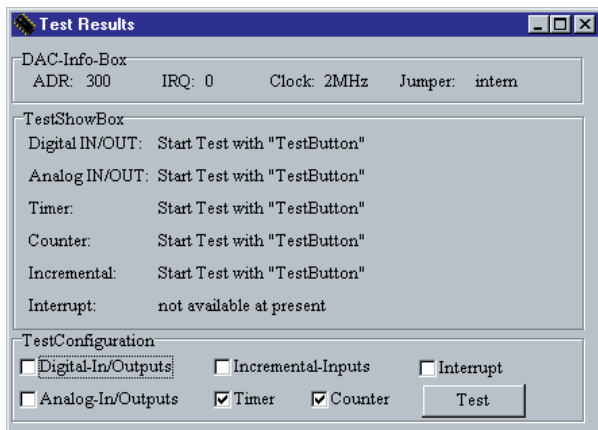 Test Results
DAC-Info-Box
ADR: 300 IRQ: 0 Clock: 2MHz Jumper: intern
TestShowBox
Digital IN/OUT: Start Test with "TestButton"
Analog IN/OUT: Start Test with "TestButton"
Timer: Start Test with "TestButton"
Counter: Start Test with "TestButton"
Incremental: Start Test with "TestButton"
Interrupt: not available at present
TestConfiguration
Digital-In/Outputs Incremental-Inputs Interrupt
Analog-In/Outputs Timer Counter Test